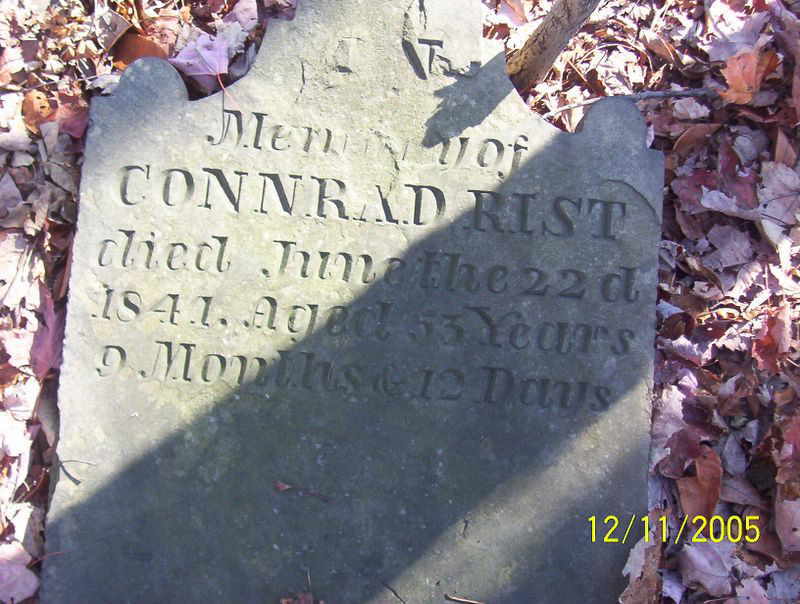 Memory of
CONNRAD RIST
died June the 22d
1841. Aged 53 Years
9 Months & 12 Days
12/11/2005